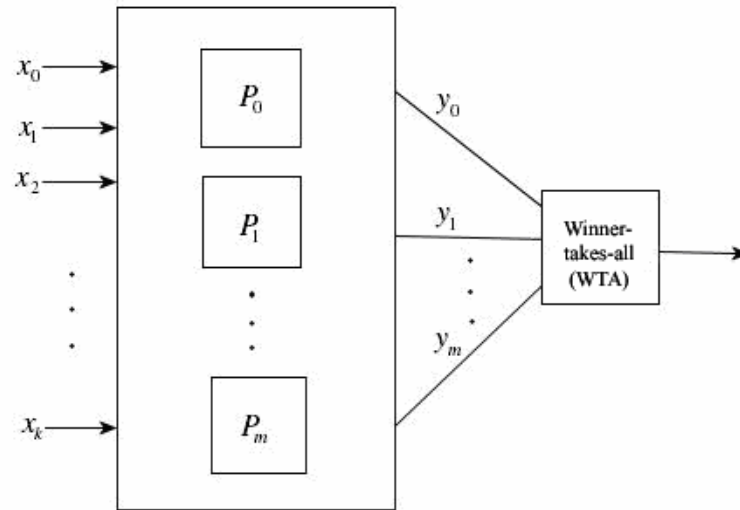 x₀
x₁
x₂
xₖ
P₀
P₁
Pₘ
y₀
y₁
yₘ
Winner-
takes-all
(WTA)